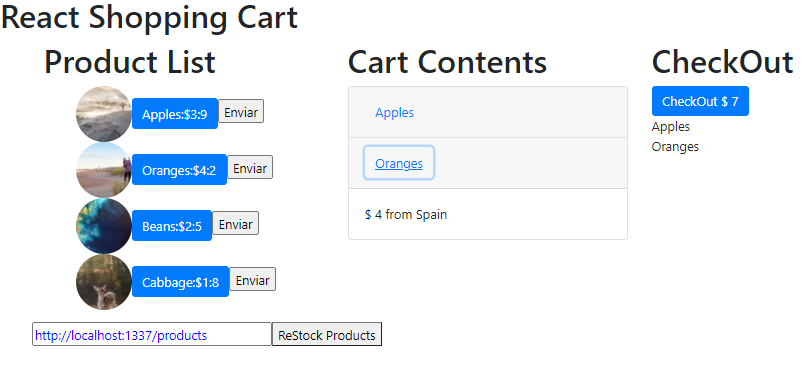 React Shopping Cart
Product List
Apples:$3:9 Enviar
Oranges:$4:2 Enviar
Beans:$2:5 Enviar
Cabbage:$1:8 Enviar
http://localhost:1337/products ReStock Products
Cart Contents
Apples
Oranges
$ 4 from Spain
CheckOut
CheckOut $ 7
Apples
Oranges